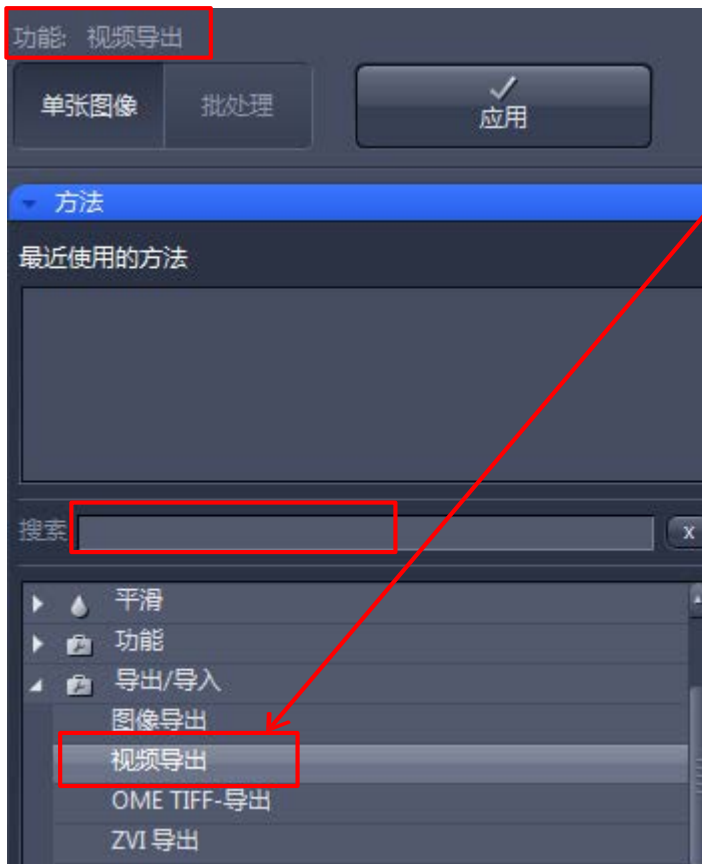 功能: 视频导出
单张图像 批处理 应用
方法
最近使用的方法
搜索 x
平滑
功能
导出/导入
图像导出
视频导出
OME TIFF-导出
ZVI 导出